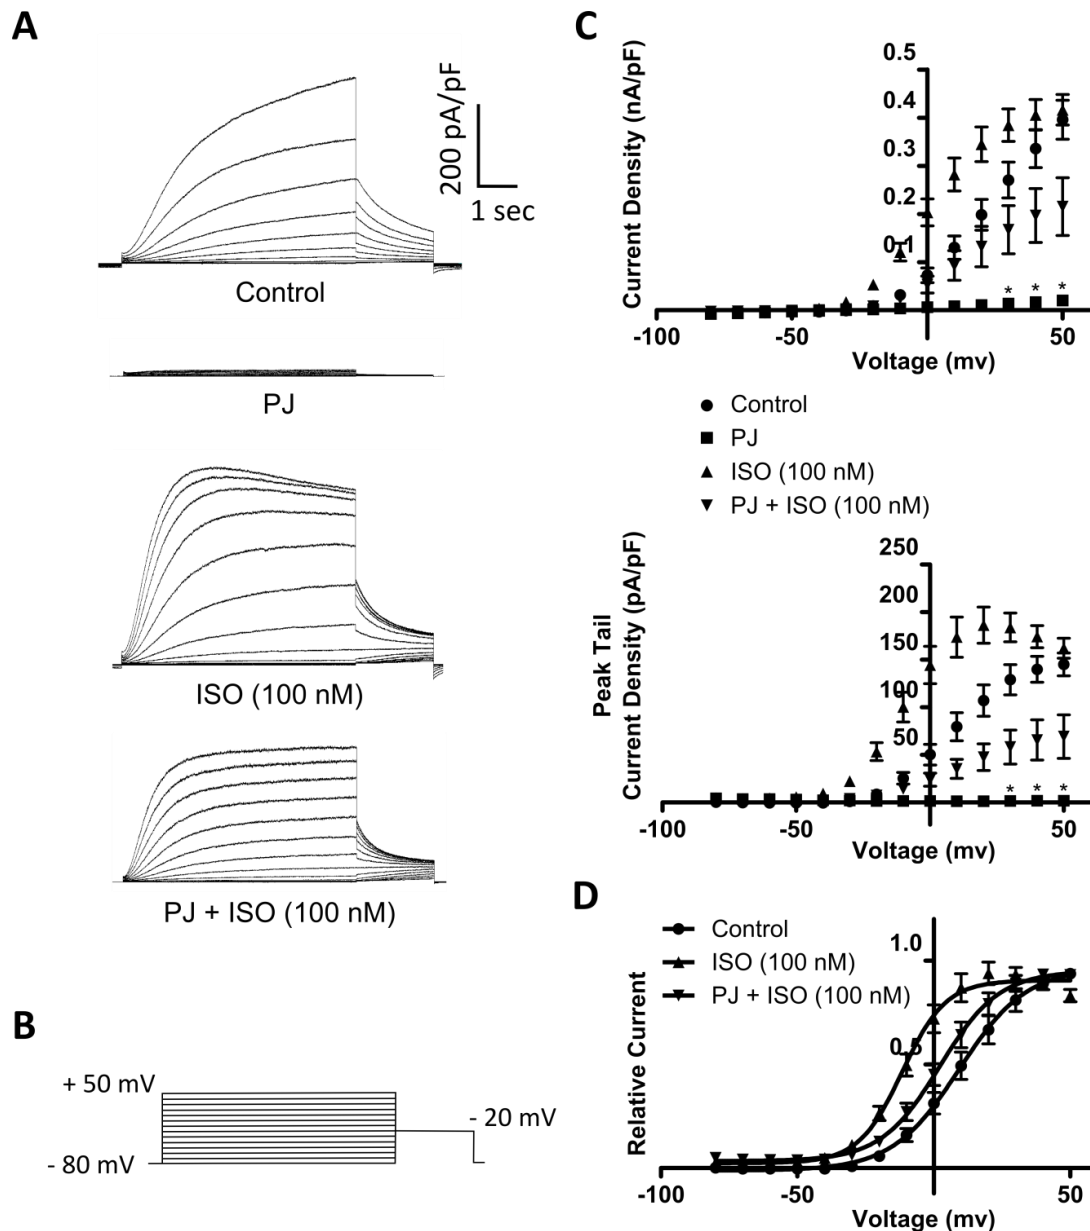 A
200 pA/pF
1 sec
Control
PJ
ISO (100 nM)
PJ + ISO (100 nM)
B
+ 50 mV
- 80 mV
- 20 mV
C
Current Density (nA/pF)
0.5
0.4
0.3
0.2
0.1
* * *
-100 -50 50
Voltage (mv)
Control
PJ
ISO (100 nM)
PJ + ISO (100 nM)
Peak Tail
Current Density (pA/pF)
250
200
150
100
50
* * *
-100 -50 50
Voltage (mv)
D
Control
ISO (100 nM)
PJ + ISO (100 nM)
Relative Current
1.0
0.5
-100 -50 50
Voltage (mv)